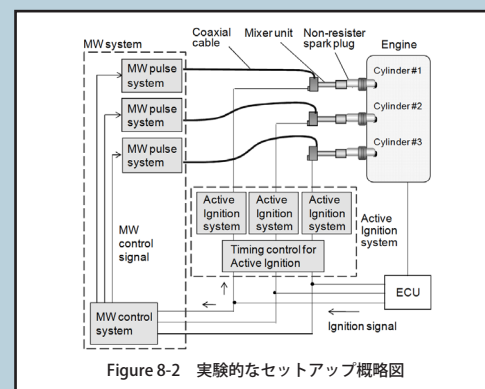 MW system
Coaxial
cable
Mixer unit
Non-resister
spark plug
Engine
MW pulse
system
MW pulse
system
MW pulse
system
Cylinder #1
Cylinder #2
Cylinder #3
Active
Ignition
system
Active
Ignition
system
Active
Ignition
system
Active
Ignition
system
Timing control for
Active Ignition
MW
control
signal
MW control
system
ECU
Ignition signal
Figure 8-2 実験的なセットアップ概略図